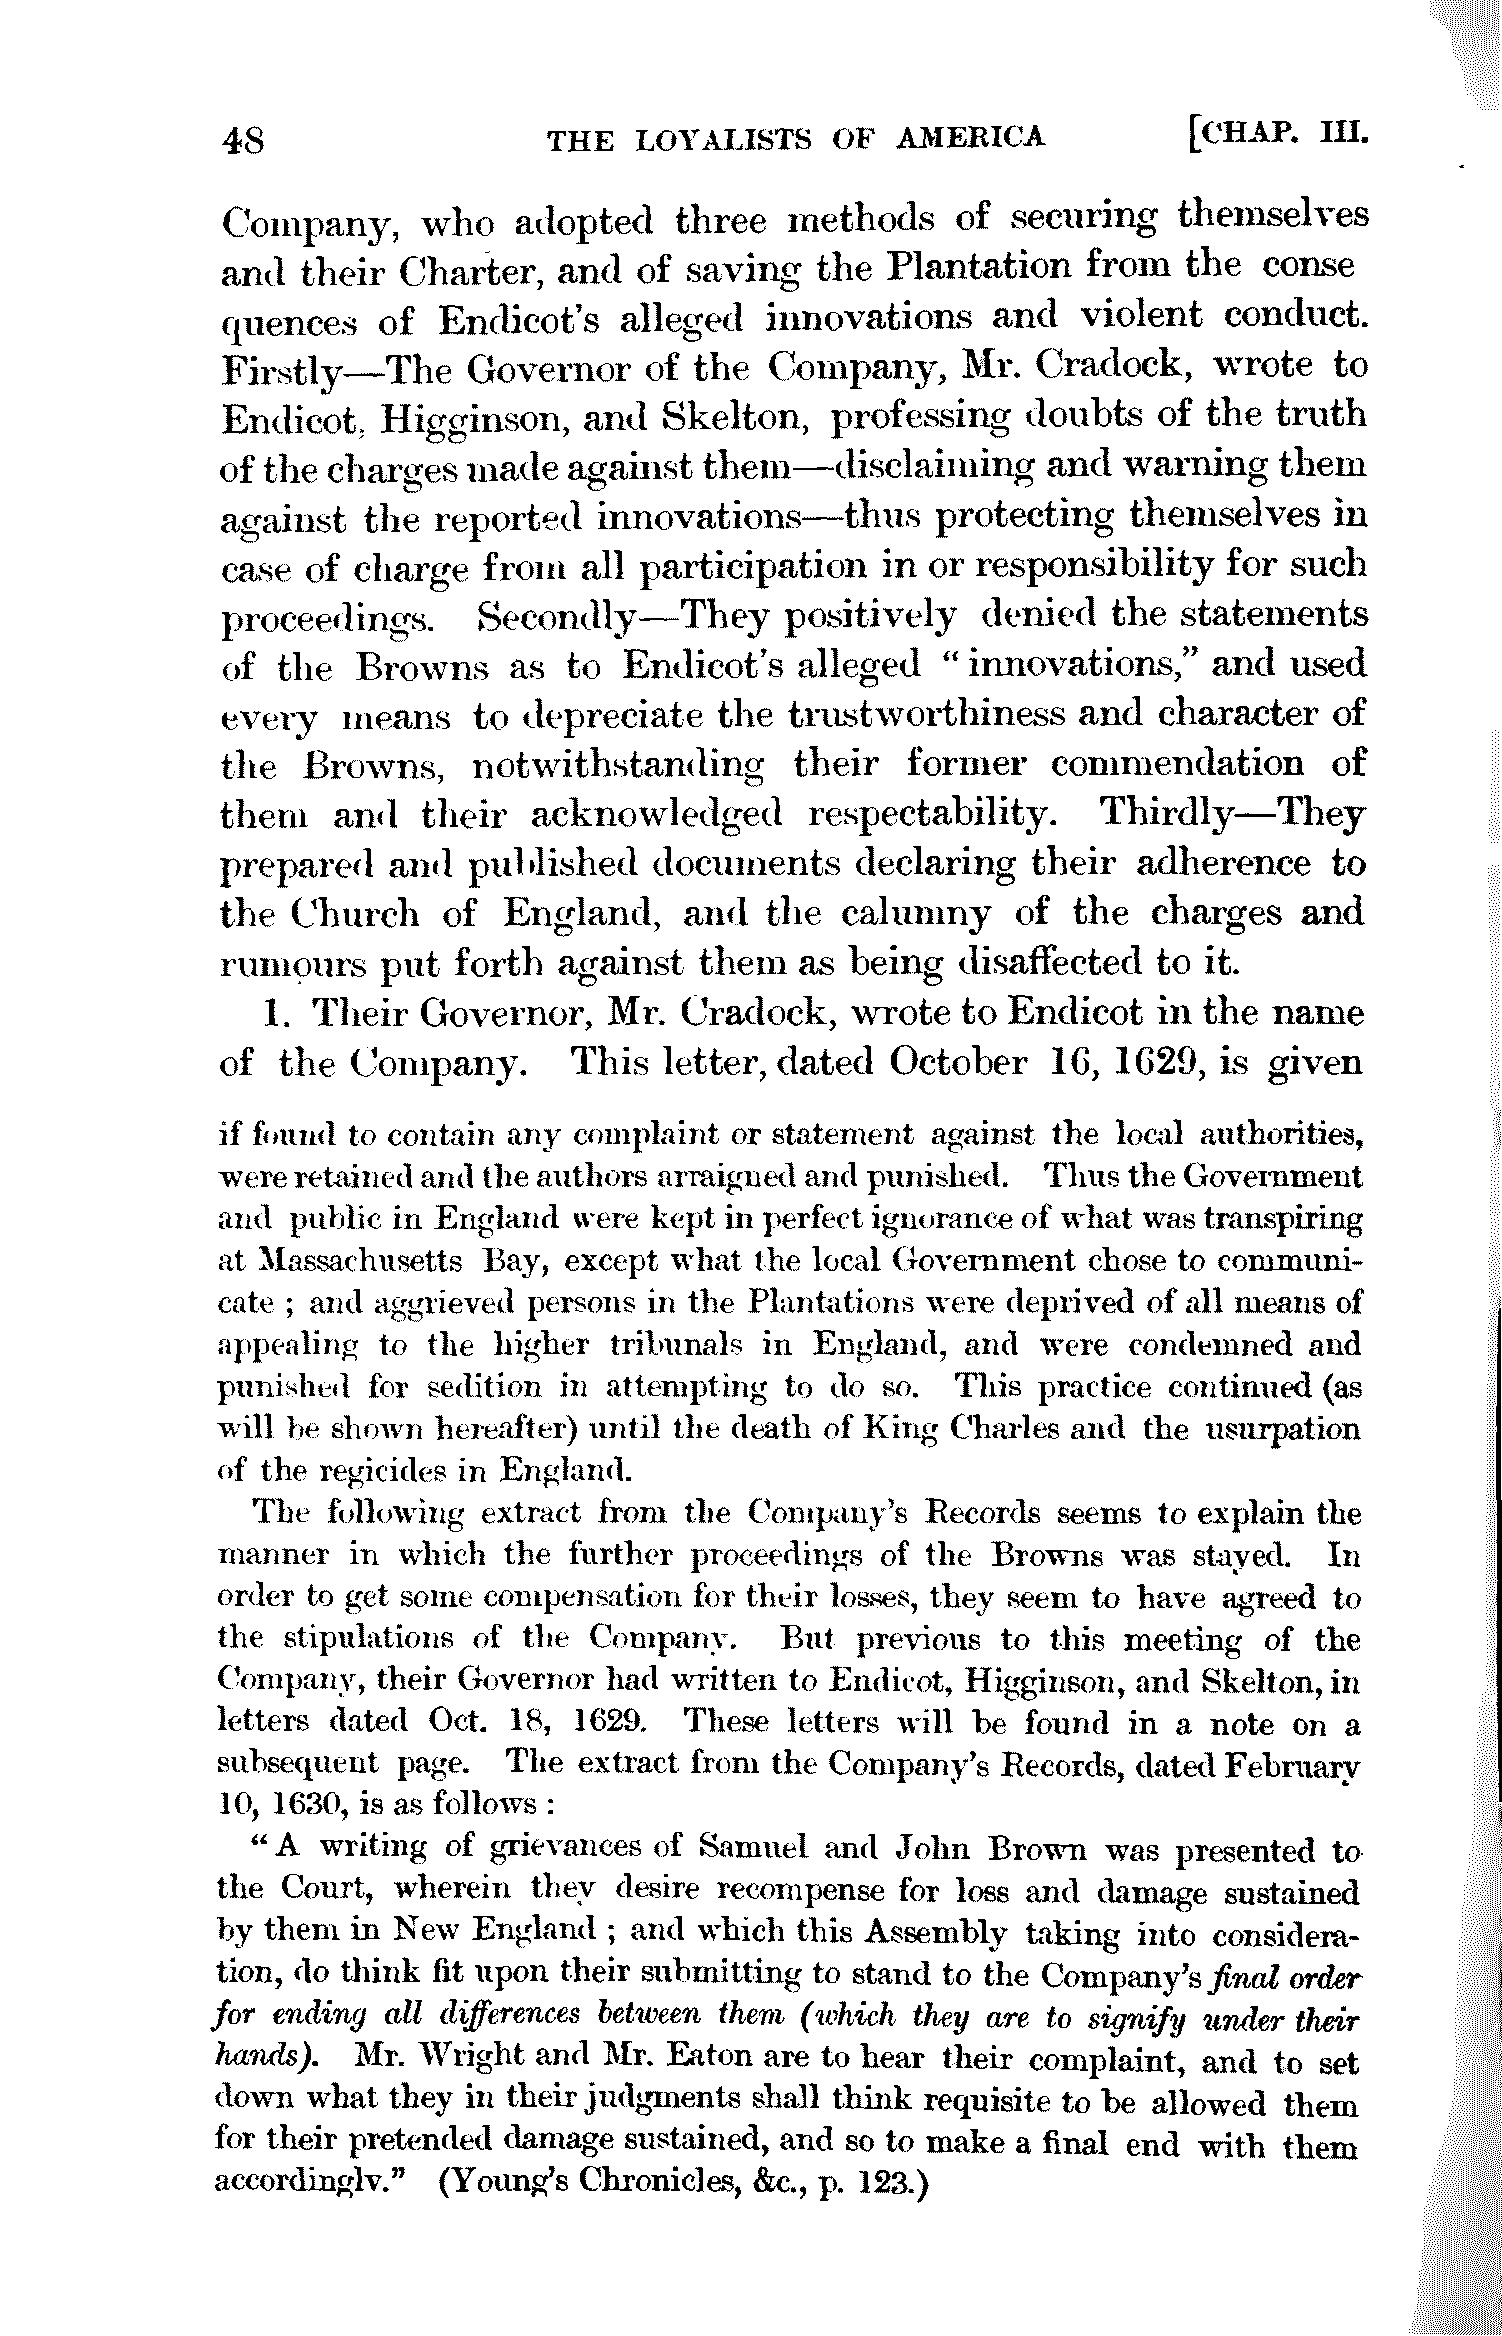 48 THE LOYALISTS OF AMERICA [CHAP. III.
Company, who adopted three methods of securing themselves
and their Charter, and of saving the Plantation from the conse
quences of Endicot's alleged innovations and violent conduct.
Firstly—The Governor of the Company, Mr. Cradock, wrote to
Endicot, Higginson, and Skelton, professing doubts of the truth
of the charges made against them—disclaiming and warning them
against the reported innovations—thus protecting themselves in
case of charge from all participation in or responsibility for such
proceedings. Secondly—They positively denied the statements
of the Browns as to Endicot's alleged "innovations," and used
every means to depreciate the trustworthiness and character of
the Browns, notwithstanding their former commendation of
them and their acknowledged respectability. Thirdly—They
prepared and published documents declaring their adherence to
the Church of England, and the calumny of the charges and
rumours put forth against them as being disaffected to it.
1. Their Governor, Mr. Cradock, wrote to Endicot in the name
of the Company. This letter, dated October 16, 1629, is given
if found to contain any complaint or statement against the local authorities,
were retained and the authors arraigned and punished. Thus the Government
and public in England were kept in perfect ignorance of what was transpiring
at Massachusetts Bay, except what the local Government chose to communi-
cate ; and aggrieved persons in the Plantations were deprived of all means of
appealing to the higher tribunals in England, and were condemned and
punished for sedition in attempting to do so. This practice continued (as
will be shown hereafter) until the death of King Charles and the usurpation
of the regicides in England.
The following extract from the Company's Records seems to explain the
manner in which the further proceedings of the Browns was stayed. In
order to get some compensation for their losses, they seem to have agreed to
the stipulations of the Company. But previous to this meeting of the
Company, their Governor had written to Endicot, Higginson, and Skelton, in
letters dated Oct. 18, 1629. These letters will be found in a note on a
subsequent page. The extract from the Company's Records, dated February
10, 1630, is as follows :
"A writing of grievances of Samuel and John Brown was presented to
the Court, wherein they desire recompense for loss and damage sustained
by them in New England ; and which this Assembly taking into considera-
tion, do think fit upon their submitting to stand to the Company's final order
for ending all differences between them (which they are to signify under their
hands). Mr. Wright and Mr. Eaton are to hear their complaint, and to set
down what they in their judgments shall think requisite to be allowed them
for their pretended damage sustained, and so to make a final end with them
accordingly." (Young's Chronicles, &c., p. 123.)